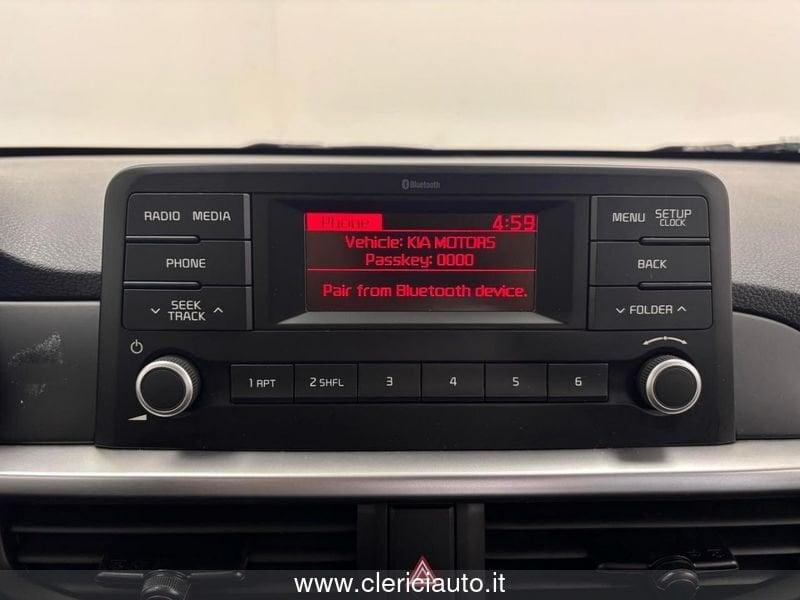 Bluetooth
RADIO MEDIA
PHONE
SEEK
TRACK
Phone 4:59
Vehicle: KIA MOTORS
Passkey: 0000
Pair from Bluetooth device.
MENU SETUP
CLOCK
BACK
FOLDER
1 RPT 2 SHFL 3 4 5 6
www.clericiauto.it